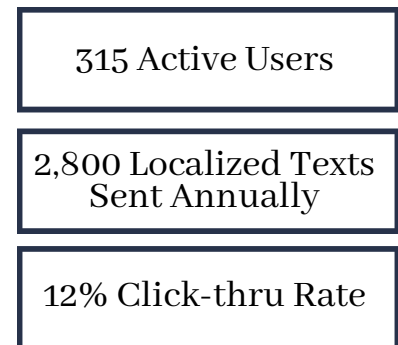 315 Active Users
2,800 Localized Texts
Sent Annually
12% Click-thru Rate